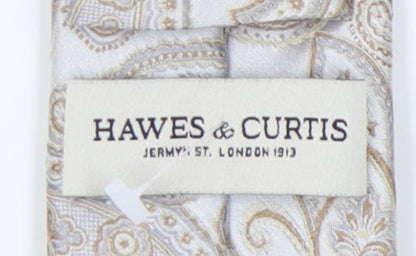 HAWES & CURTIS
JERMYN ST. LONDON 1913